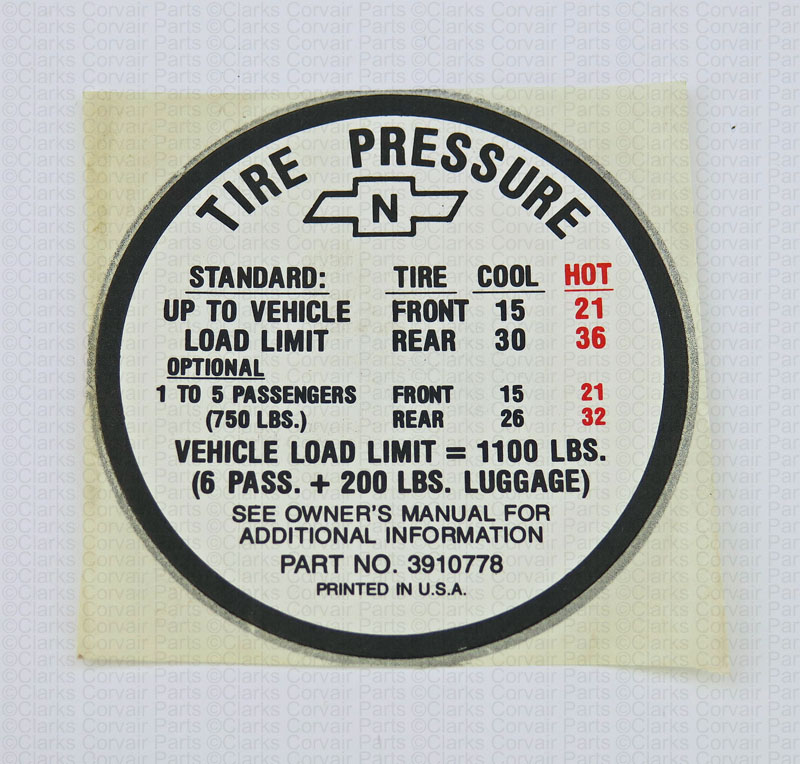 TIRE PRESSURE
N
STANDARD: TIRE COOL HOT
UP TO VEHICLE FRONT 15 21
LOAD LIMIT REAR 30 36
OPTIONAL
1 TO 5 PASSENGERS FRONT 15 21
(750 LBS.) REAR 26 32
VEHICLE LOAD LIMIT = 1100 LBS.
(6 PASS. + 200 LBS. LUGGAGE)
SEE OWNER'S MANUAL FOR
ADDITIONAL INFORMATION
PART NO. 3910778
PRINTED IN U.S.A.
©Clarks Corvair Parts